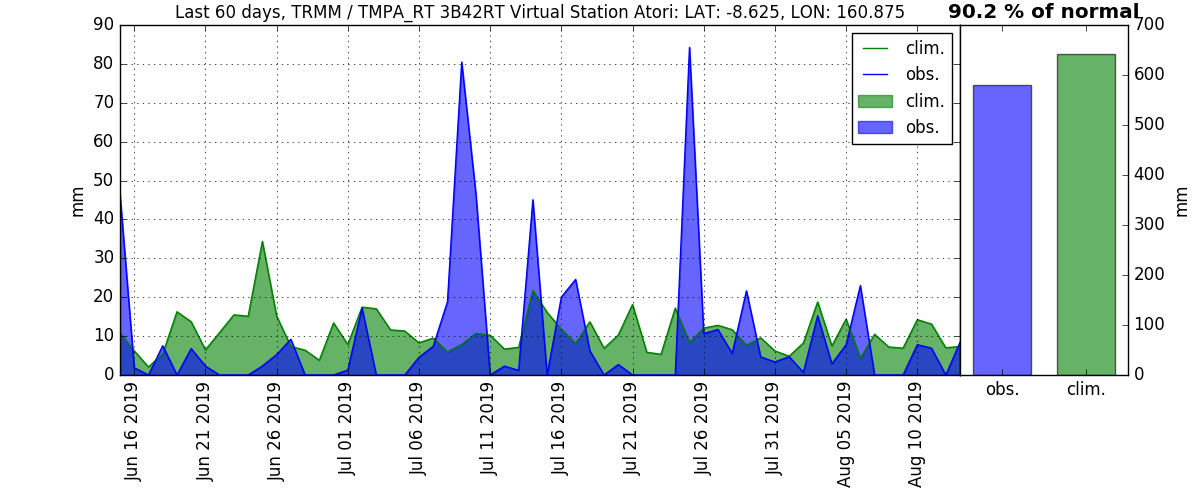 Last 60 days, TRMM / TMPA_RT 3B42RT Virtual Station Atori: LAT: -8.625, LON: 160.875
90.2 % of normal
90
80
70
60
50
40
30
20
10
0
mm
clim.
obs.
clim.
obs.
Jun 16 2019
Jun 21 2019
Jun 26 2019
Jul 01 2019
Jul 06 2019
Jul 11 2019
Jul 16 2019
Jul 21 2019
Jul 26 2019
Jul 31 2019
Aug 05 2019
Aug 10 2019
obs.
clim.
700
600
500
400
300
200
100
0
mm